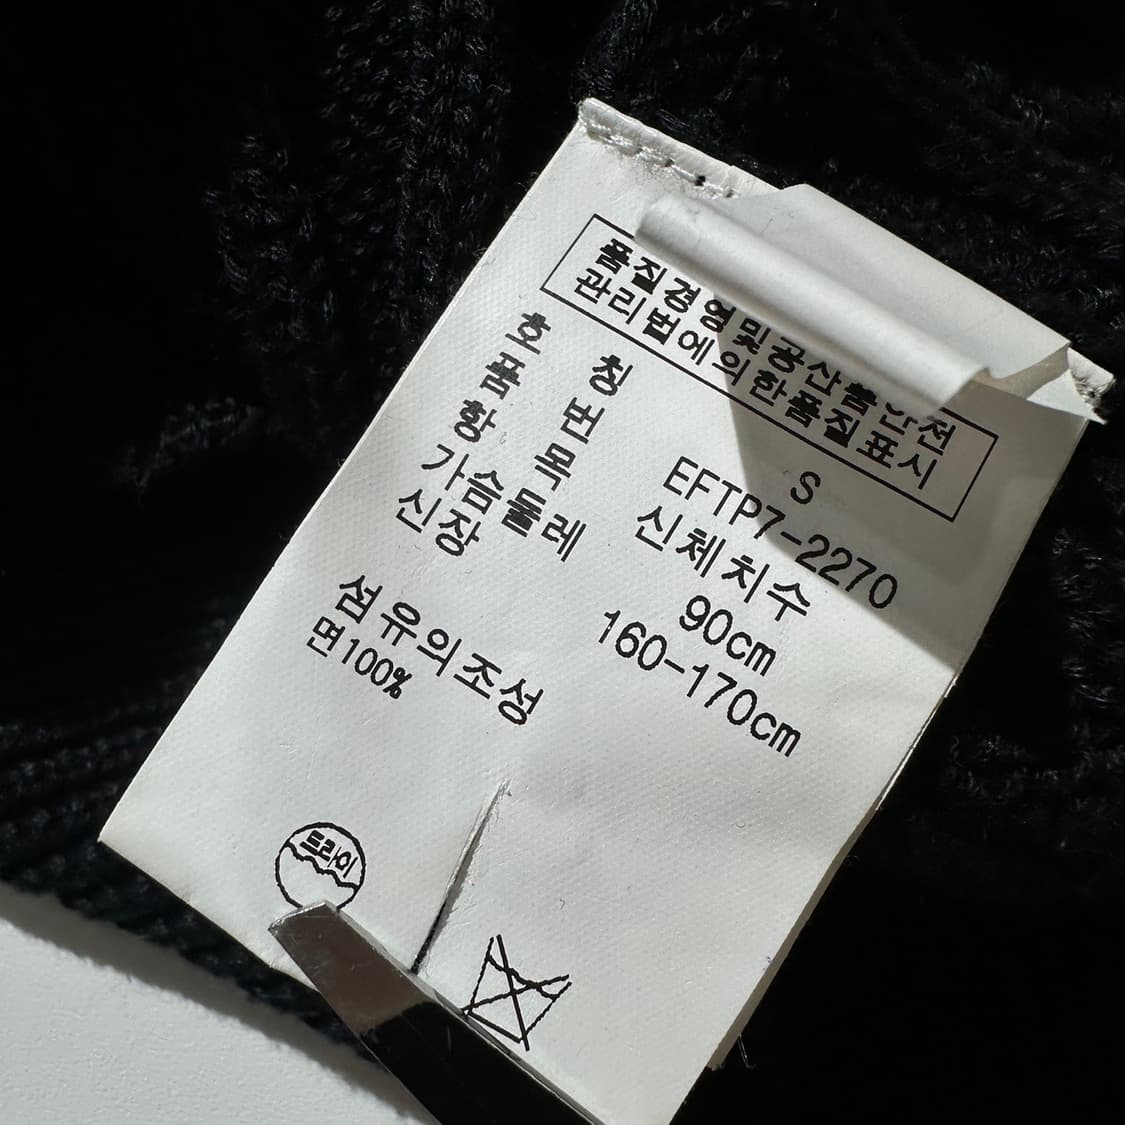 품질경영및공산품안전
관리법에의한품질표시
호 칭 S
품 번 EFTP7-2270
항 목 신체치수
가슴둘레 90cm
신장 160-170cm
섬유의조성
면100%
드라이